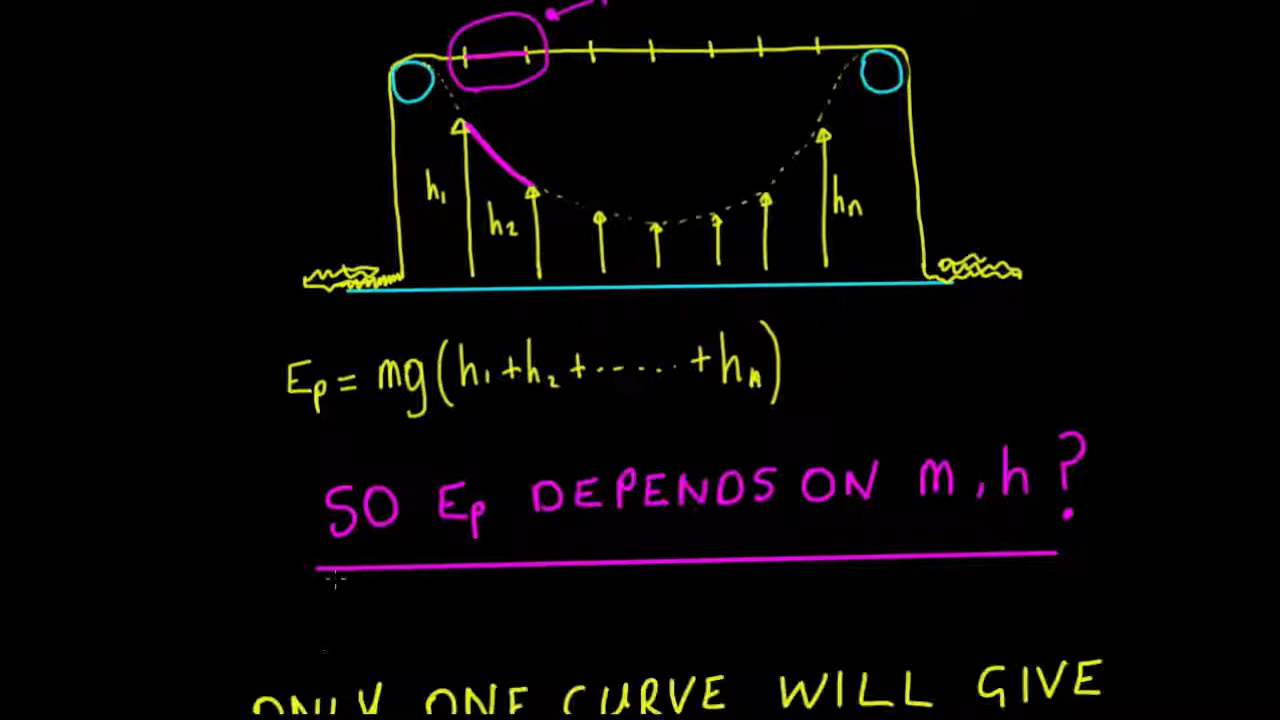 h₁
h₂
hₙ
Eₚ = mg(h₁+h₂+......+hₙ)
SO Eₚ DEPENDS ON m, h?
ONLY ONE CURVE WILL GIVE